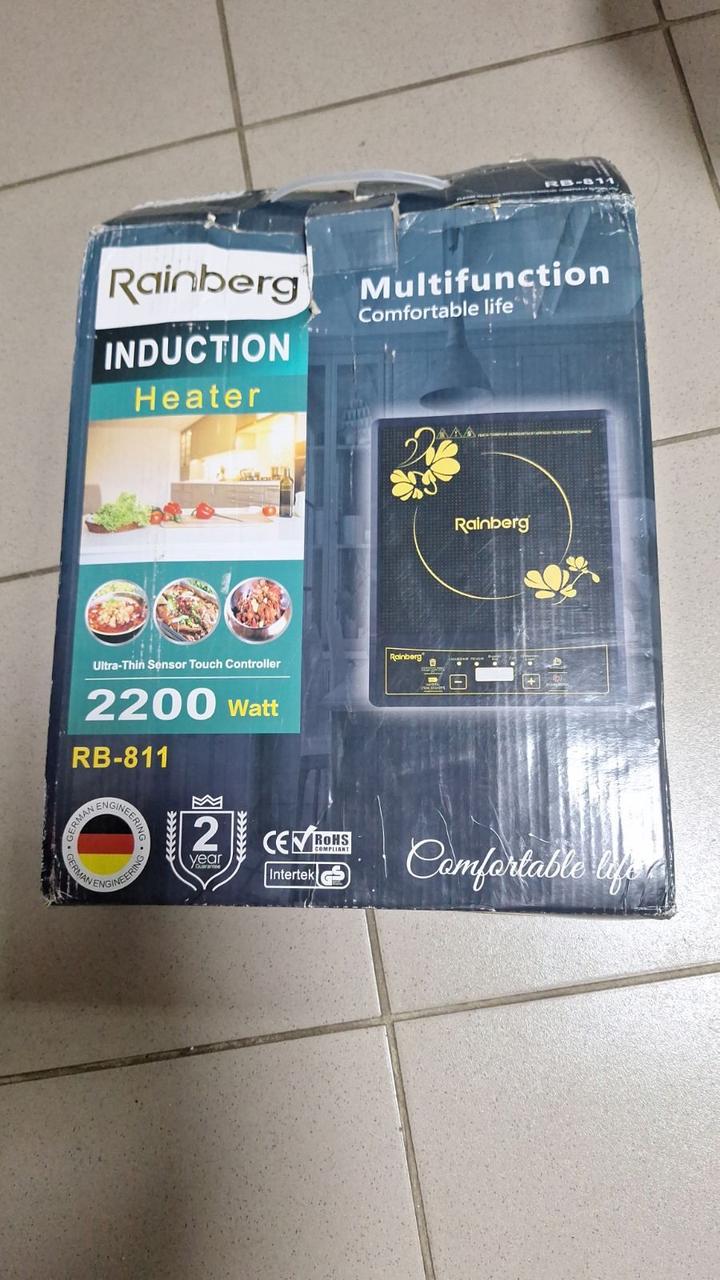 RB-811
Rainberg
INDUCTION
Heater
Multifunction
Comfortable life
Rainberg
Rainberg
Ultra-Thin Sensor Touch Controller
2200 Watt
RB-811
GERMAN ENGINEERING
GERMAN ENGINEERING
2
year
Guarantee
CE RoHS
COMPLIANT
Intertek GS
Comfortable life